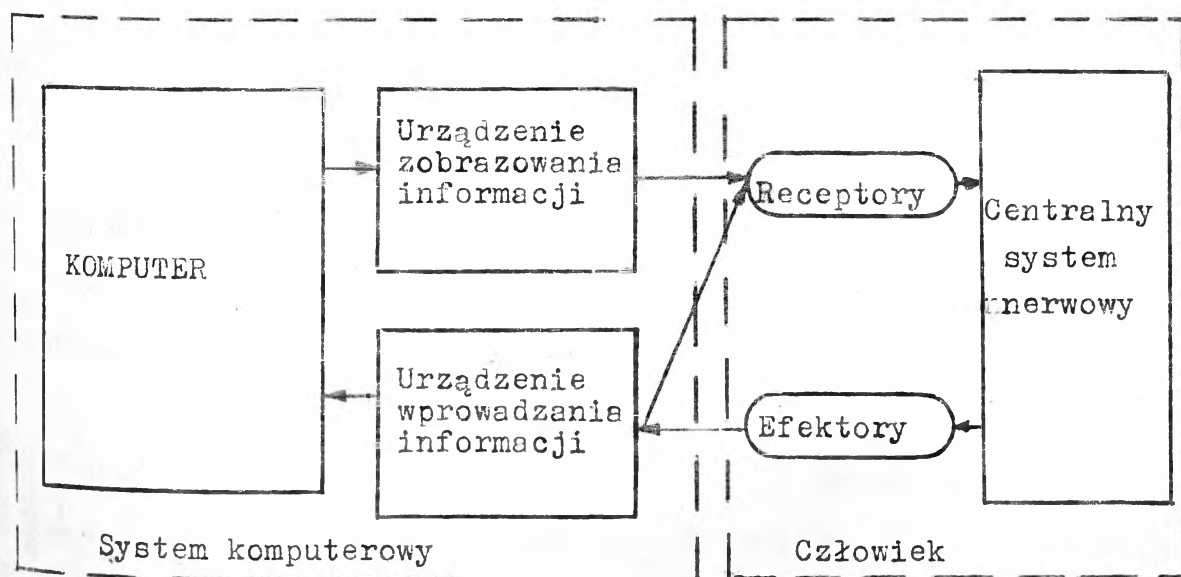 Urządzenie
zobrazowania
informacji
Receptory
Centralny
system
nerwowy
KOMPUTER
Urządzenie
wprowadzania
informacji
Efektory
System komputerowy
Człowiek